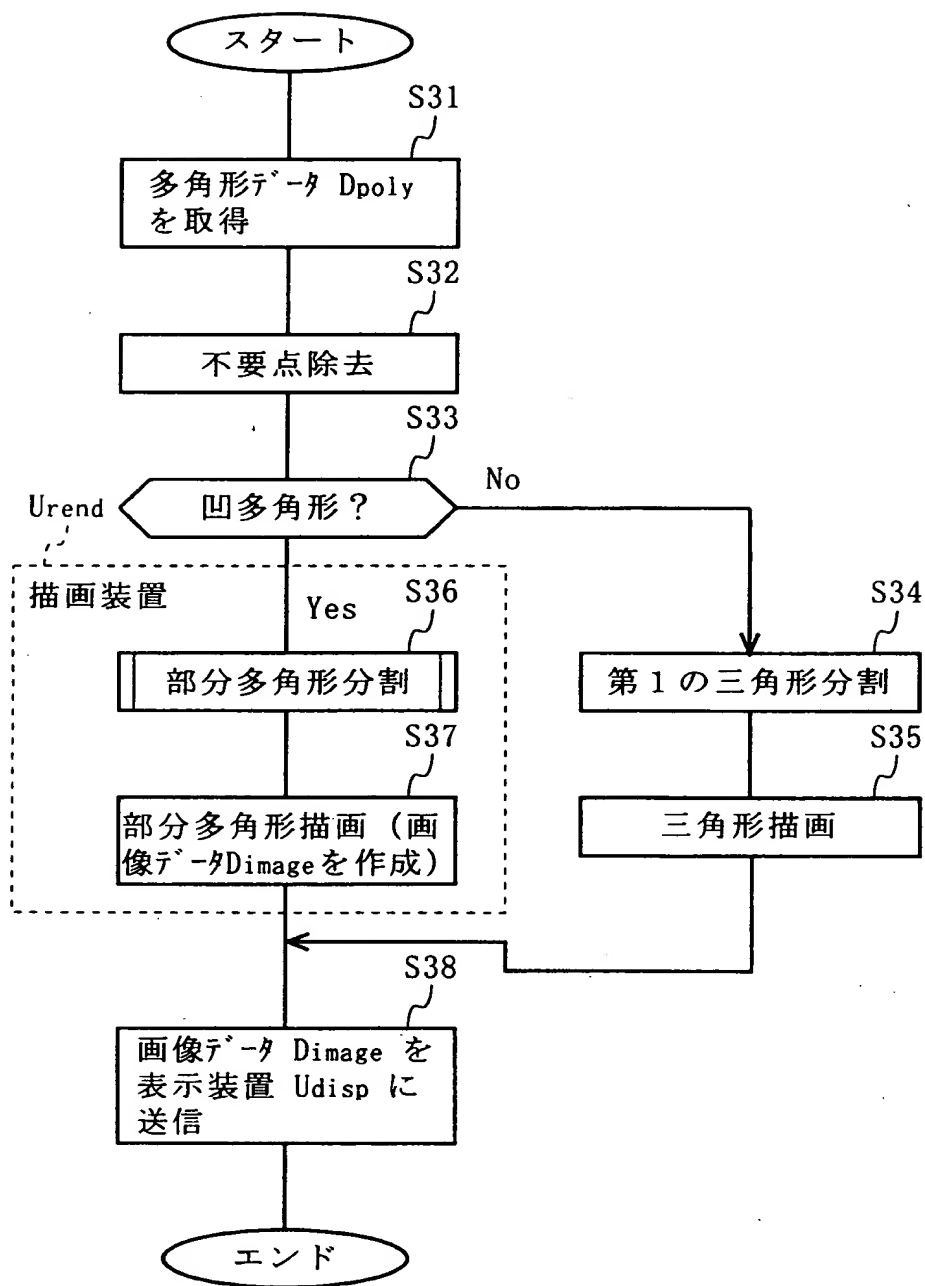 スタート
S31
多角形ﾃﾞｰﾀ Dpoly
を取得
S32
不要点除去
S33
凹多角形？
No
Urend
描画装置
Yes
S36
部分多角形分割
S34
第１の三角形分割
S37
部分多角形描画（画
像ﾃﾞｰﾀDimageを作成）
S35
三角形描画
S38
画像ﾃﾞｰﾀ Dimage を
表示装置 Udisp に
送信
エンド